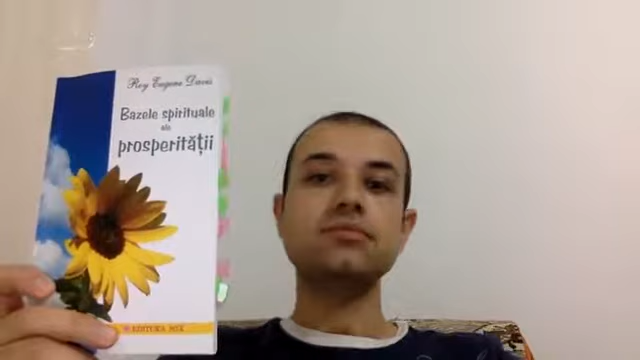 Roy Eugene Davis
Bazele spirituale
ale
prosperității
EDITURA MIX